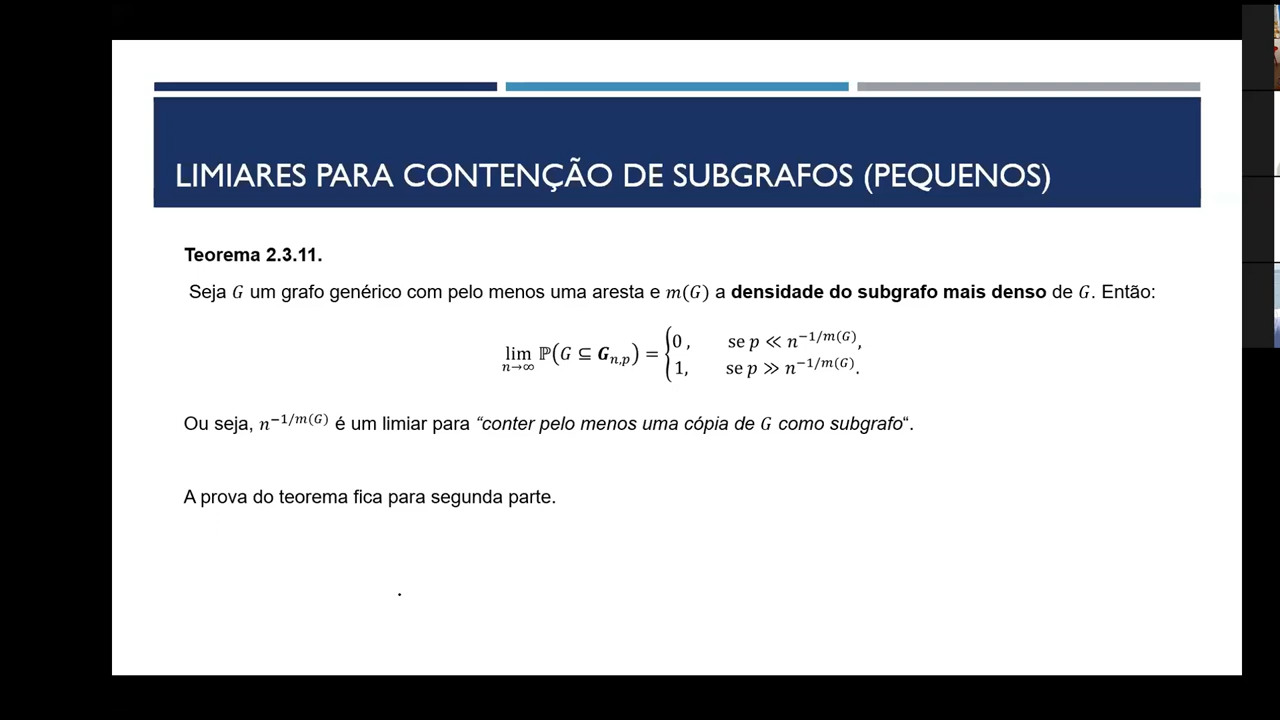 LIMIARES PARA CONTENÇÃO DE SUBGRAFOS (PEQUENOS)
Teorema 2.3.11.
Seja G um grafo genérico com pelo menos uma aresta e m(G) a densidade do subgrafo mais denso de G. Então:
lim n→∞ ℙ(G ⊆ G_{n,p}) = { 0 , se p ≪ n^{−1/m(G)},
1, se p ≫ n^{−1/m(G)}.
Ou seja, n^{−1/m(G)} é um limiar para “conter pelo menos uma cópia de G como subgrafo“.
A prova do teorema fica para segunda parte.